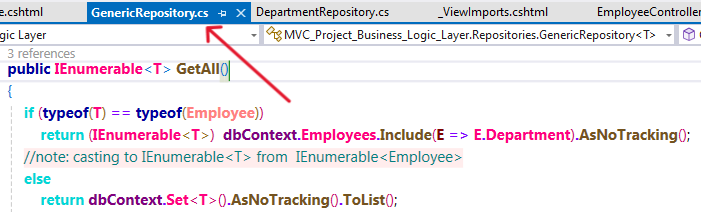 s.cshtml GenericRepository.cs DepartmentRepository.cs _ViewImports.cshtml EmployeeController
gic Layer MVC_Project_Business_Logic_Layer.Repositories.GenericRepository<T> G
3 references
public IEnumerable<T> GetAll()
{
if (typeof(T) == typeof(Employee))
return (IEnumerable<T>) dbContext.Employees.Include(E => E.Department).AsNoTracking();
//note: casting to IEnumerable<T> from IEnumerable<Employee>
else
return dbContext.Set<T>().AsNoTracking().ToList();